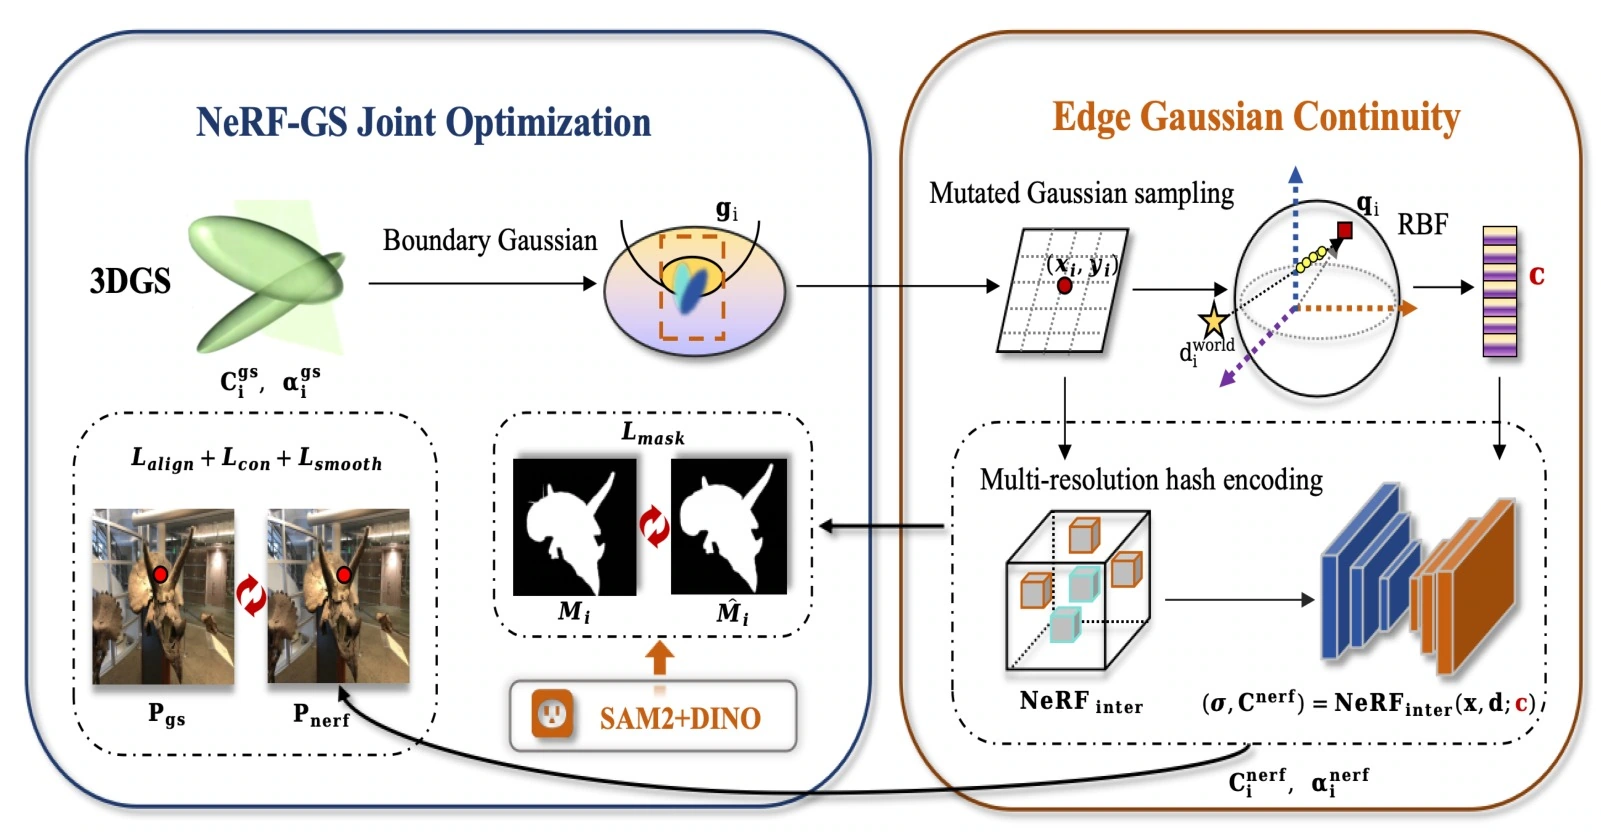 NeRF-GS Joint Optimization
3DGS
C_i^gs, α_i^gs
Boundary Gaussian
g_i
L_align + L_con + L_smooth
P_gs
P_nerf
L_mask
M_i
M̂_i
SAM2+DINO
Edge Gaussian Continuity
Mutated Gaussian sampling
(x_i, y_i)
d_i^world
q_i
RBF
c
Multi-resolution hash encoding
NeRF_inter
(σ, C^nerf) = NeRF_inter(x, d; c)
C_i^nerf, α_i^nerf